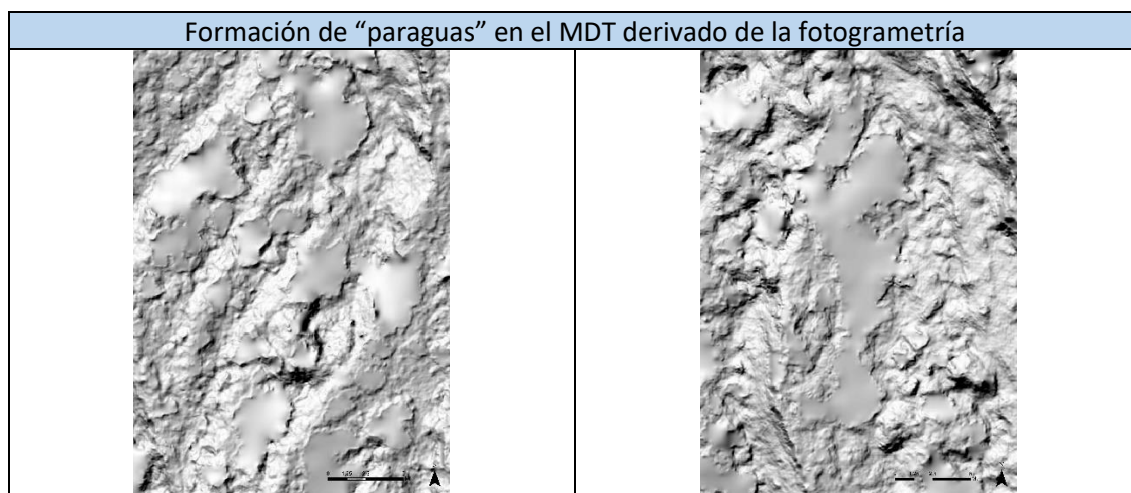 Formación de “paraguas” en el MDT derivado de la fotogrametría